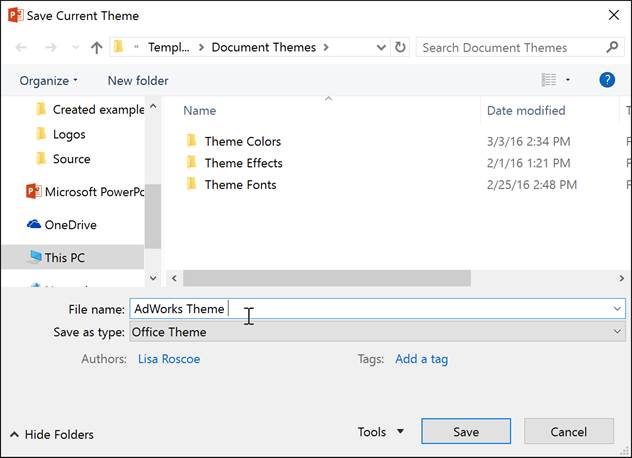 Save Current Theme
« Templ... > Document Themes >
Search Document Themes
Organize
New folder
?
Created example
Logos
Source
Microsoft PowerPo
OneDrive
This PC
Name
Date modified
T
Theme Colors
3/3/16 2:34 PM
F
Theme Effects
2/1/16 1:21 PM
F
Theme Fonts
2/25/16 2:48 PM
F
File name: AdWorks Theme
Save as type: Office Theme
Authors: Lisa Roscoe
Tags: Add a tag
Hide Folders
Tools
Save
Cancel